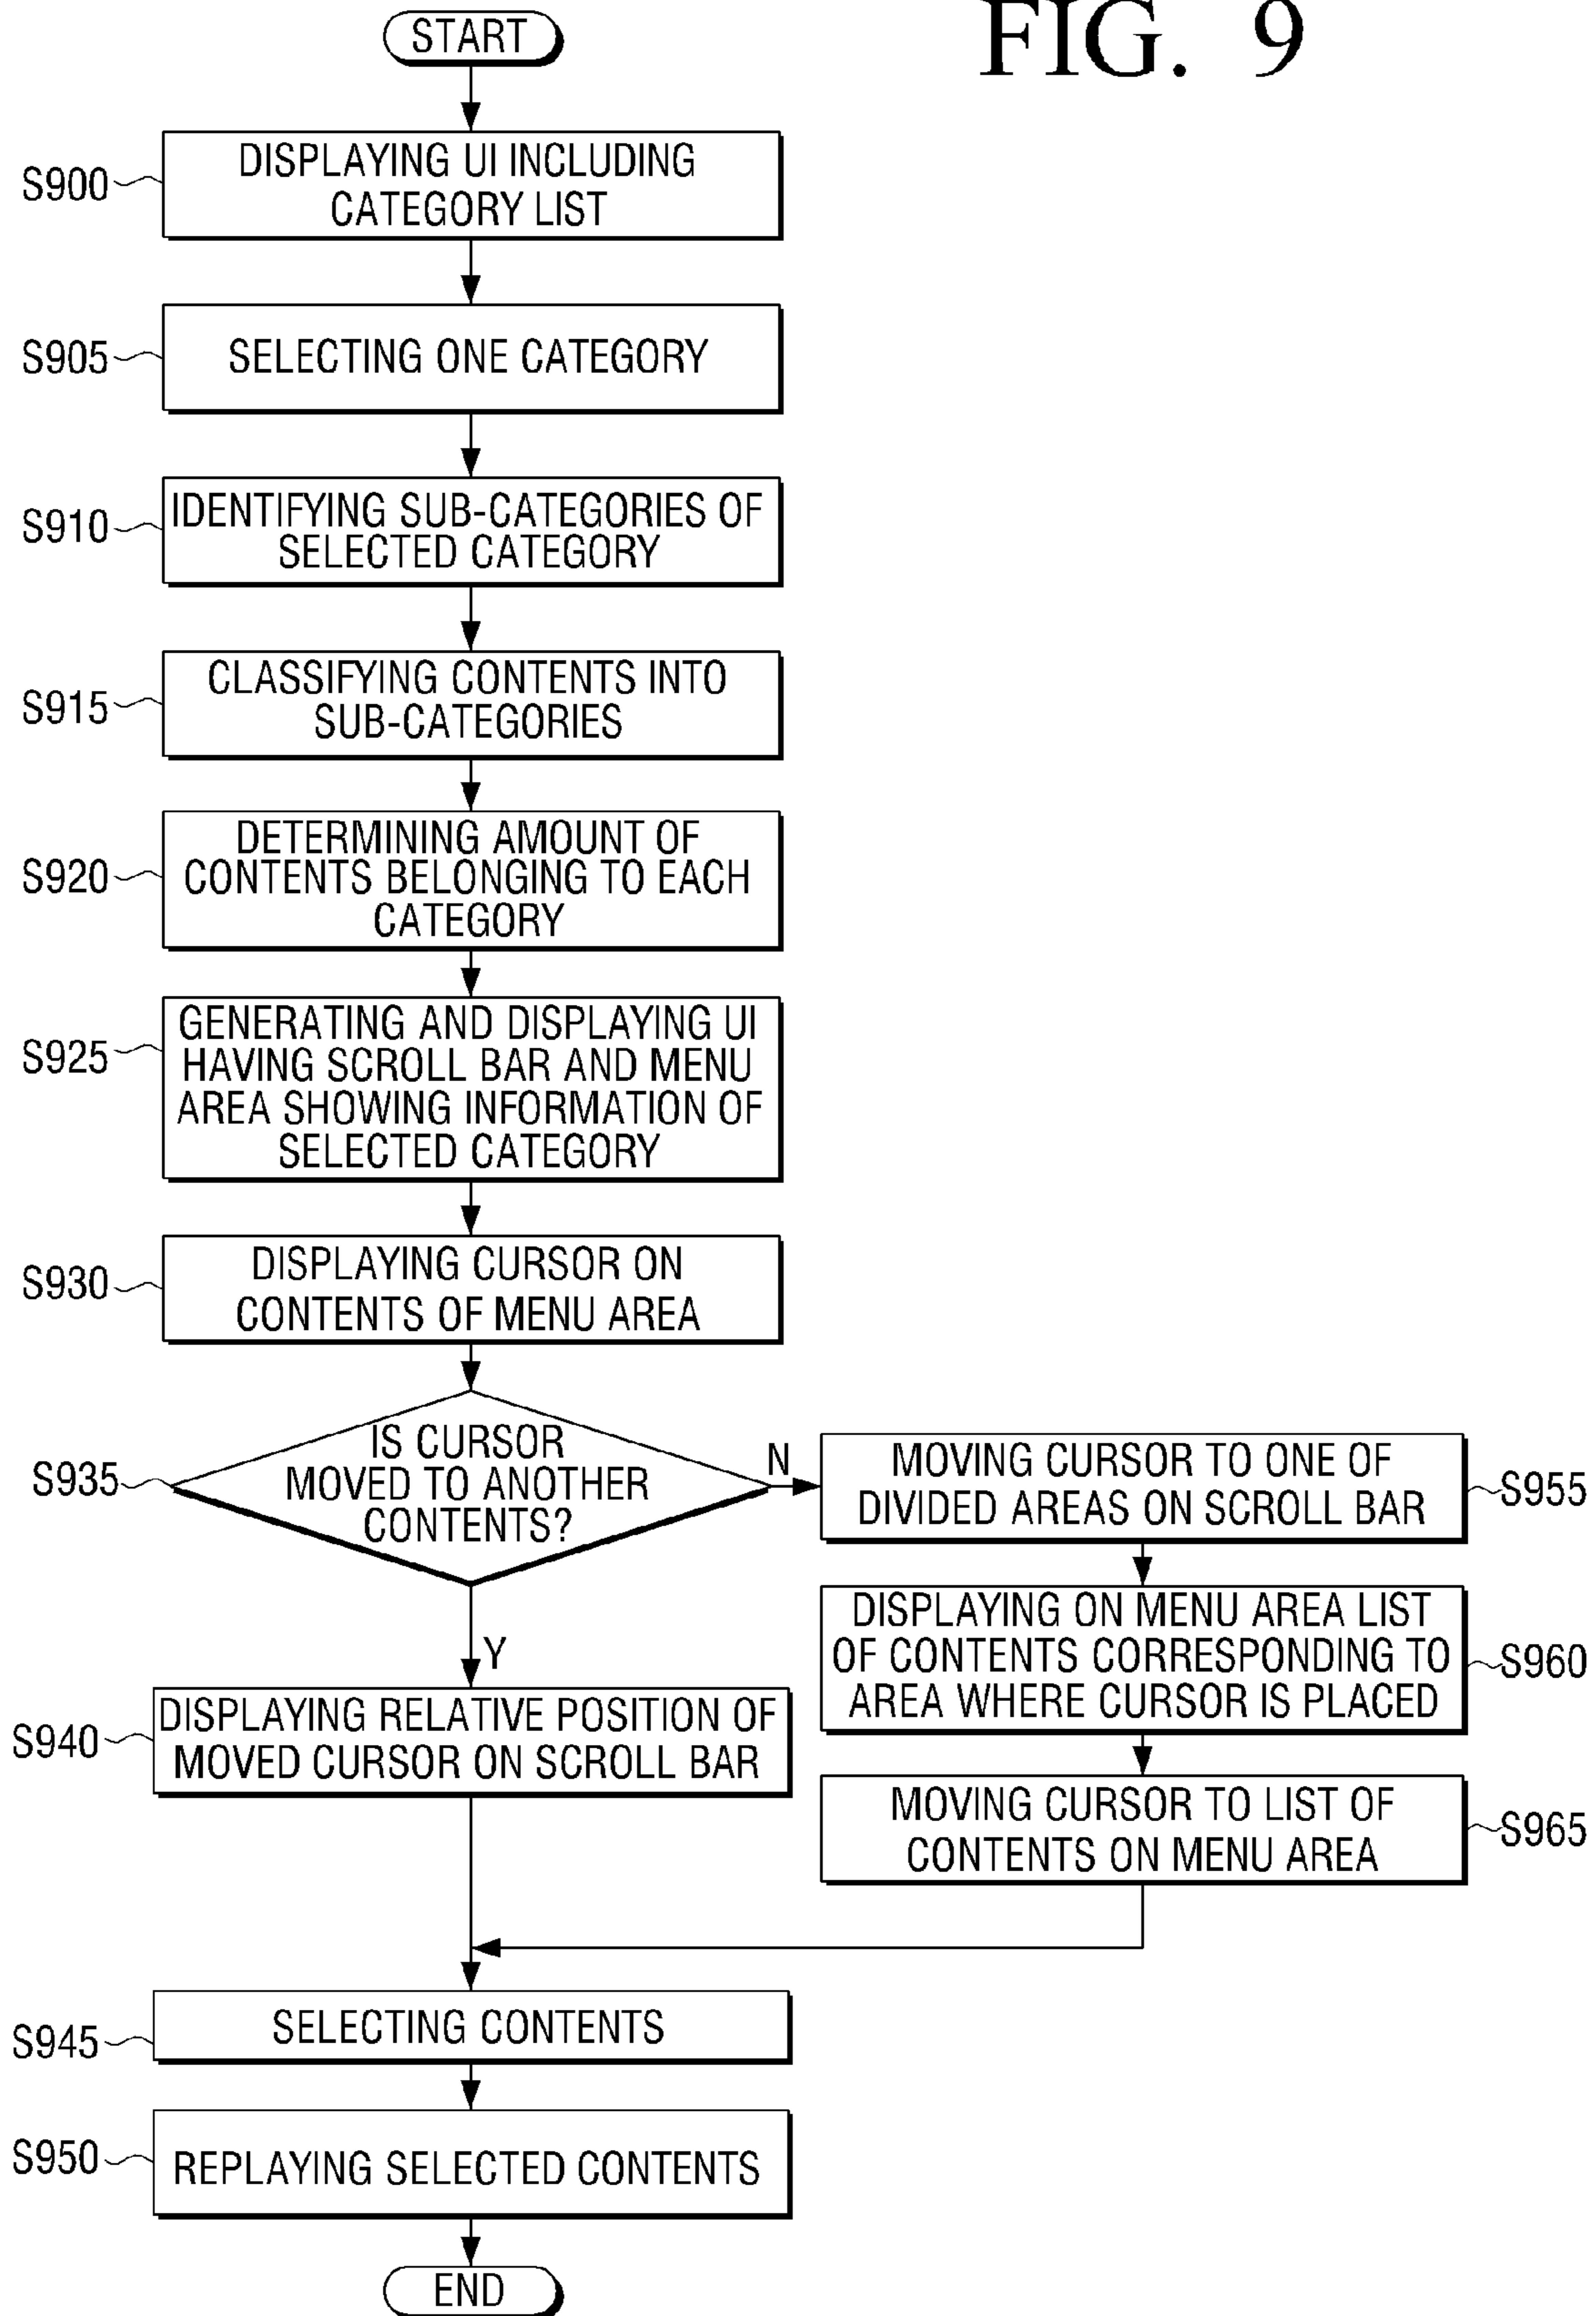 FIG. 9
START
S900
DISPLAYING UI INCLUDING
CATEGORY LIST
S905
SELECTING ONE CATEGORY
S910
IDENTIFYING SUB-CATEGORIES OF
SELECTED CATEGORY
S915
CLASSIFYING CONTENTS INTO
SUB-CATEGORIES
S920
DETERMINING AMOUNT OF
CONTENTS BELONGING TO EACH
CATEGORY
S925
GENERATING AND DISPLAYING UI
HAVING SCROLL BAR AND MENU
AREA SHOWING INFORMATION OF
SELECTED CATEGORY
S930
DISPLAYING CURSOR ON
CONTENTS OF MENU AREA
S935
IS CURSOR
MOVED TO ANOTHER
CONTENTS?
N
MOVING CURSOR TO ONE OF
DIVIDED AREAS ON SCROLL BAR
S955
DISPLAYING ON MENU AREA LIST
OF CONTENTS CORRESPONDING TO
AREA WHERE CURSOR IS PLACED
S960
Y
S940
DISPLAYING RELATIVE POSITION OF
MOVED CURSOR ON SCROLL BAR
MOVING CURSOR TO LIST OF
CONTENTS ON MENU AREA
S965
S945
SELECTING CONTENTS
S950
REPLAYING SELECTED CONTENTS
END